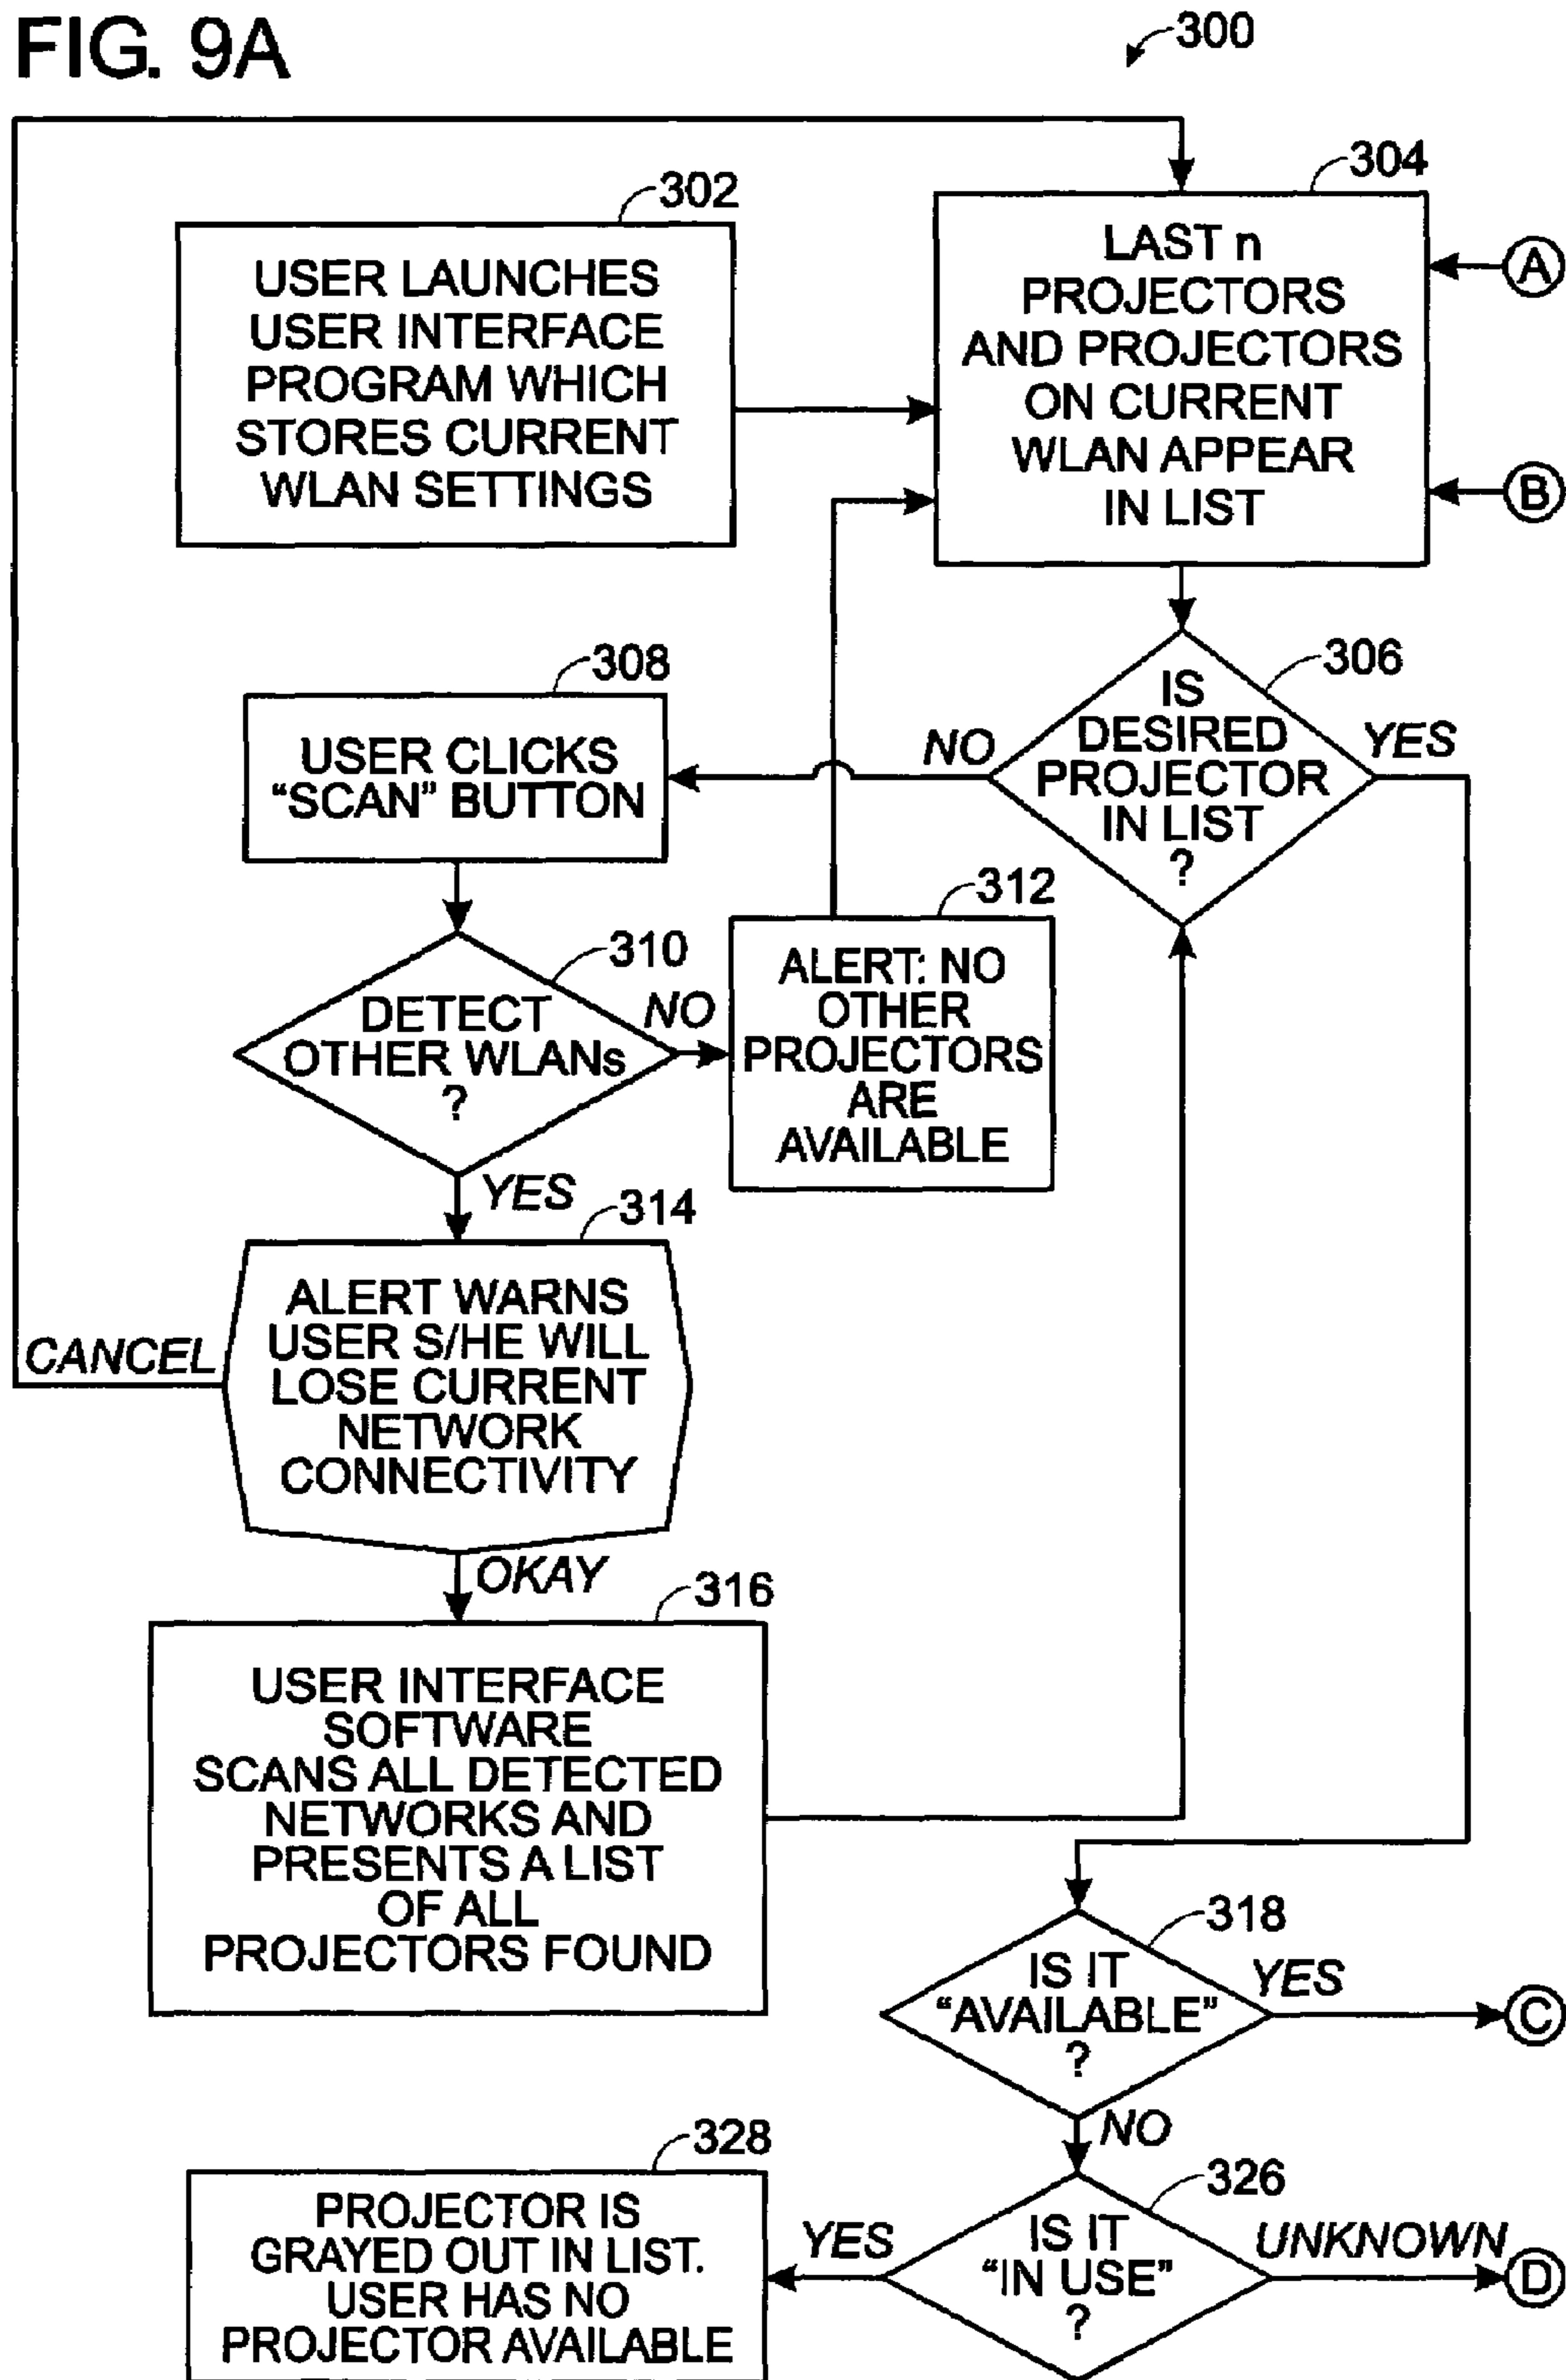 FIG. 9A
300
302
USER LAUNCHES
USER INTERFACE
PROGRAM WHICH
STORES CURRENT
WLAN SETTINGS
304
LAST n
PROJECTORS
AND PROJECTORS
ON CURRENT
WLAN APPEAR
IN LIST
A
B
306
IS
DESIRED
PROJECTOR
IN LIST
?
NO
YES
308
USER CLICKS
“SCAN” BUTTON
310
DETECT
OTHER WLANs
?
NO
312
ALERT: NO
OTHER
PROJECTORS
ARE
AVAILABLE
YES
314
ALERT WARNS
USER S/HE WILL
LOSE CURRENT
NETWORK
CONNECTIVITY
CANCEL
OKAY
316
USER INTERFACE
SOFTWARE
SCANS ALL DETECTED
NETWORKS AND
PRESENTS A LIST
OF ALL
PROJECTORS FOUND
318
IS IT
“AVAILABLE”
?
YES
C
NO
326
IS IT
“IN USE”
?
YES
UNKNOWN
D
328
PROJECTOR IS
GRAYED OUT IN LIST.
USER HAS NO
PROJECTOR AVAILABLE